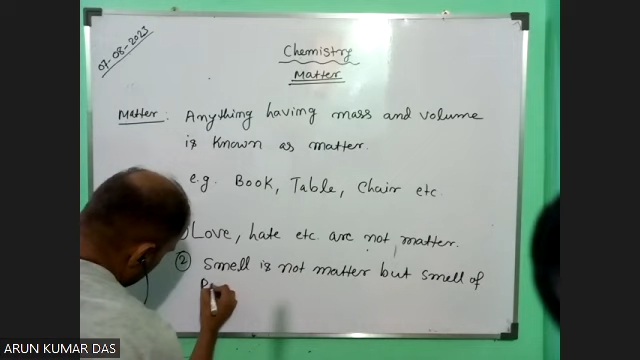 07-08-2023
Chemistry
Matter
Matter: Anything having mass and volume
is known as matter.
e.g. Book, Table, Chair etc.
Love, hate etc. are not matter.
② Smell is not matter but smell of
ARUN KUMAR DAS